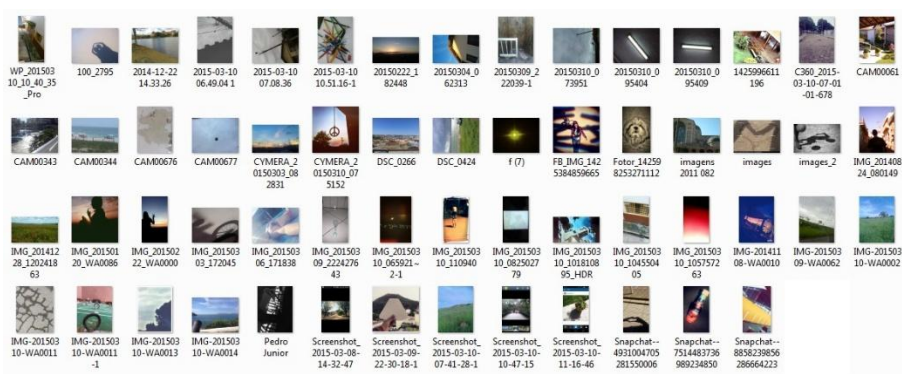 WP_201503
10_10_40_35
_Pro
100_2795
2014-12-22
14.33.26
2015-03-10
06.49.04 1
2015-03-10
07.08.36
2015-03-10
10.51.16-1
20150222_1
82448
20150304_0
62313
20150309_2
22039-1
20150310_0
73951
20150310_0
95404
20150310_0
95409
1425996611
196
C360_2015-
03-10-07-01
-01-678
CAM00061
CAM00343
CAM00344
CAM00676
CAM00677
CYMERA_2
0150303_08
2831
CYMERA_2
0150310_07
5152
DSC_0266
DSC_0424
f (7)
FB_IMG_142
5384859665
Fotor_14259
8253271112
imagens
2011 082
images
images_2
IMG_201408
24_080149
IMG_201412
28_1202418
63
IMG_201501
20_WA0086
IMG_201502
22_WA0000
IMG_201503
03_172045
IMG_201503
06_171838
IMG_201503
09_2224276
43
IMG_201503
10_065921~
2-1
IMG_201503
10_110940
IMG_201503
10_0825027
79
IMG_201503
10_1018108
95_HDR
IMG_201503
10_1045504
05
IMG_201503
10_1057572
63
IMG-201411
08-WA0010
IMG-201503
09-WA0062
IMG-201503
10-WA0002
IMG-201503
10-WA0011
IMG-201503
10-WA0011
-1
IMG-201503
10-WA0013
IMG-201503
10-WA0014
Pedro
Junior
Screenshot_
2015-03-08-
14-32-47
Screenshot_
2015-03-09-
22-30-18-1
Screenshot_
2015-03-10-
07-41-28-1
Screenshot_
2015-03-10-
10-47-15
Screenshot_
2015-03-10-
11-16-46
Snapchat--
4931004705
281550006
Snapchat--
7514483736
989234850
Snapchat--
8858239856
286664223